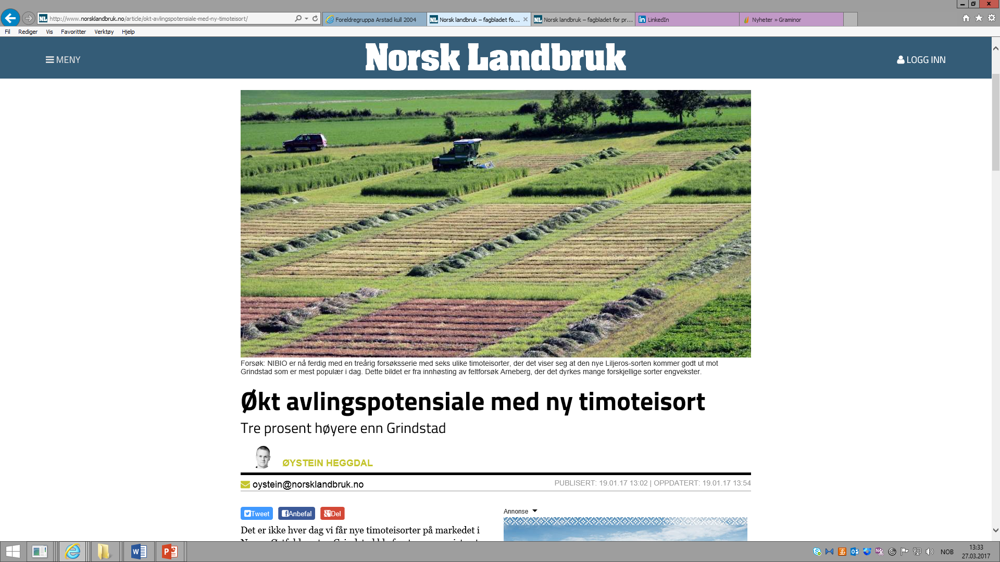 http://www.norsklandbruk.no/article/okt-avlingspotensiale-med-ny-timoteisort/
Foreldregruppa Årstad kull 2004
Norsk landbruk – fagbladet fo...
Norsk landbruk – fagbladet for pr...
LinkedIn
Nyheter » Graminor
Fil Rediger Vis Favoritter Verktøy Hjelp
MENY
Norsk Landbruk
LOGG INN
Forsøk: NIBIO er nå ferdig med en treårig forsøksserie med seks ulike timoteisorter, der det viser seg at den nye Liljeros-sorten kommer godt ut mot
Grindstad som er mest populær i dag. Dette bildet er fra innhøsting av feltforsøk Arneberg, der det dyrkes mange forskjellige sorter engvekster.
Økt avlingspotensiale med ny timoteisort
Tre prosent høyere enn Grindstad
ØYSTEIN HEGGDAL
oystein@norsklandbruk.no
PUBLISERT: 19.01.17 13:02 | OPPDATERT: 19.01.17 13:54
Tweet
Anbefal
Del
Annonse
Det er ikke hver dag vi får nye timoteisorter på markedet i
NOB
13:33
27.03.2017